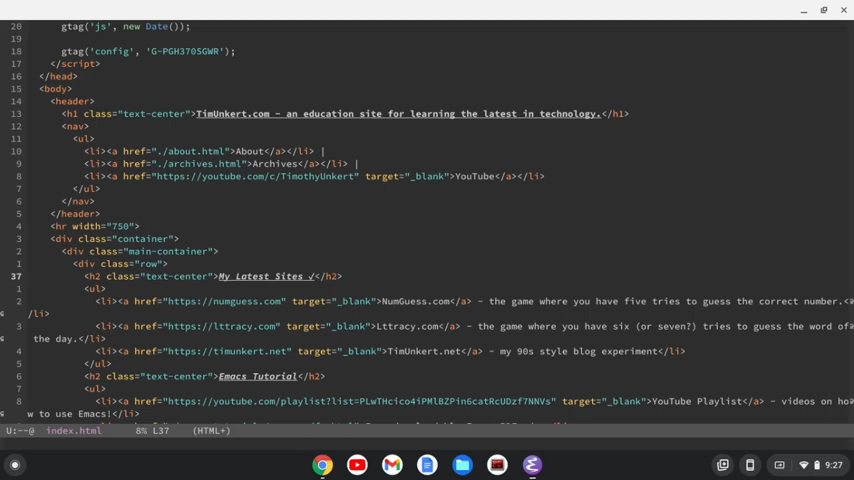 20 gtag('js', new Date());
19
18 gtag('config', 'G-PGH370SGWR');
17 </script>
16 </head>
15 <body>
14 <header>
13 <h1 class="text-center">TimUnkert.com - an education site for learning the latest in technology.</h1>
12 <nav>
11 <ul>
10 <li><a href="./about.html">About</a></li> |
9 <li><a href="./archives.html">Archives</a></li> |
8 <li><a href="https://youtube.com/c/TimothyUnkert" target="_blank">YouTube</a></li>
7 </ul>
6 </nav>
5 </header>
4 <hr width="750">
3 <div class="container">
2 <div class="main-container">
1 <div class="row">
37 <h2 class="text-center">My Latest Sites ✓</h2>
1 <ul>
2 <li><a href="https://numguess.com" target="_blank">NumGuess.com</a> - the game where you have five tries to guess the correct number.<
/li>
3 <li><a href="https://lttracy.com" target="_blank">Lttracy.com</a> - the game where you have six (or seven?) tries to guess the word of
the day.</li>
4 <li><a href="https://timunkert.net" target="_blank">TimUnkert.net</a> - my 90s style blog experiment</li>
5 </ul>
6 <h2 class="text-center">Emacs Tutorial</h2>
7 <ul>
8 <li><a href="https://youtube.com/playlist?list=PLwTHcico4iPMlBZPin6catRcUDzf7NNVs" target="_blank">YouTube Playlist</a> - videos on ho
w to use Emacs!</li>
U:--@ index.html 8% L37 (HTML+)
9:27